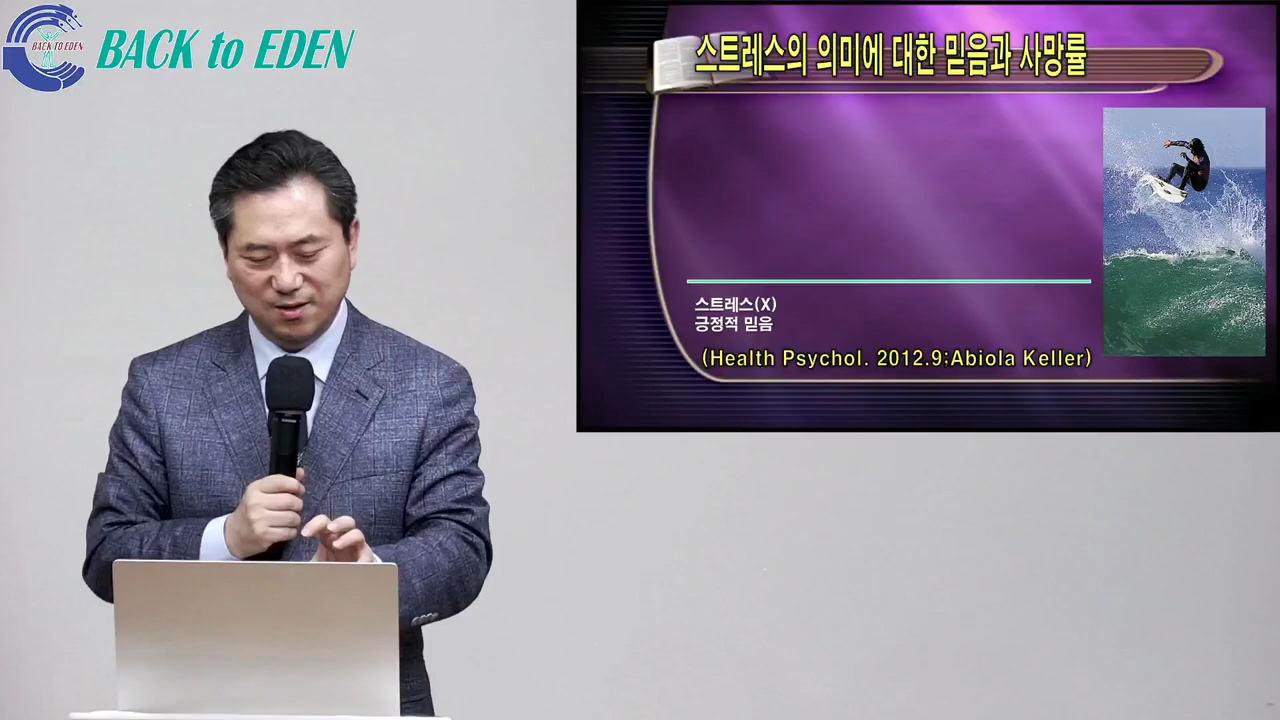 BACK TO EDEN
BACK to EDEN
스트레스의 의미에 대한 믿음과 사망률
스트레스(X)
긍정적 믿음
(Health Psychol. 2012.9;Abiola Keller)